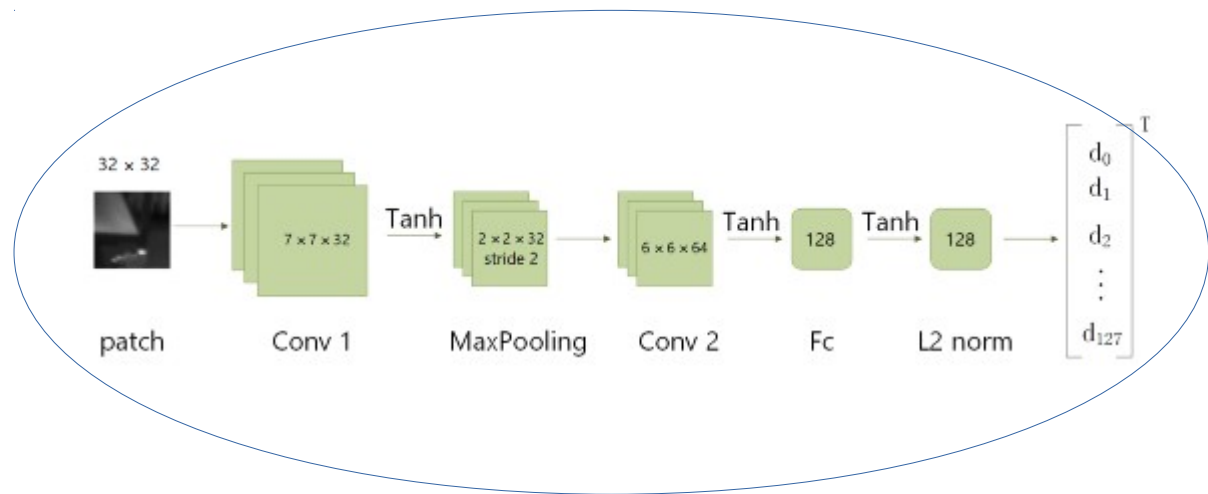 32 × 32
7 × 7 × 32
Tanh
2 × 2 × 32
stride 2
6 × 6 × 64
Tanh
128
Tanh
128
d₀
d₁
d₂
⋮
d₁₂₇
T
patch
Conv 1
MaxPooling
Conv 2
Fc
L2 norm